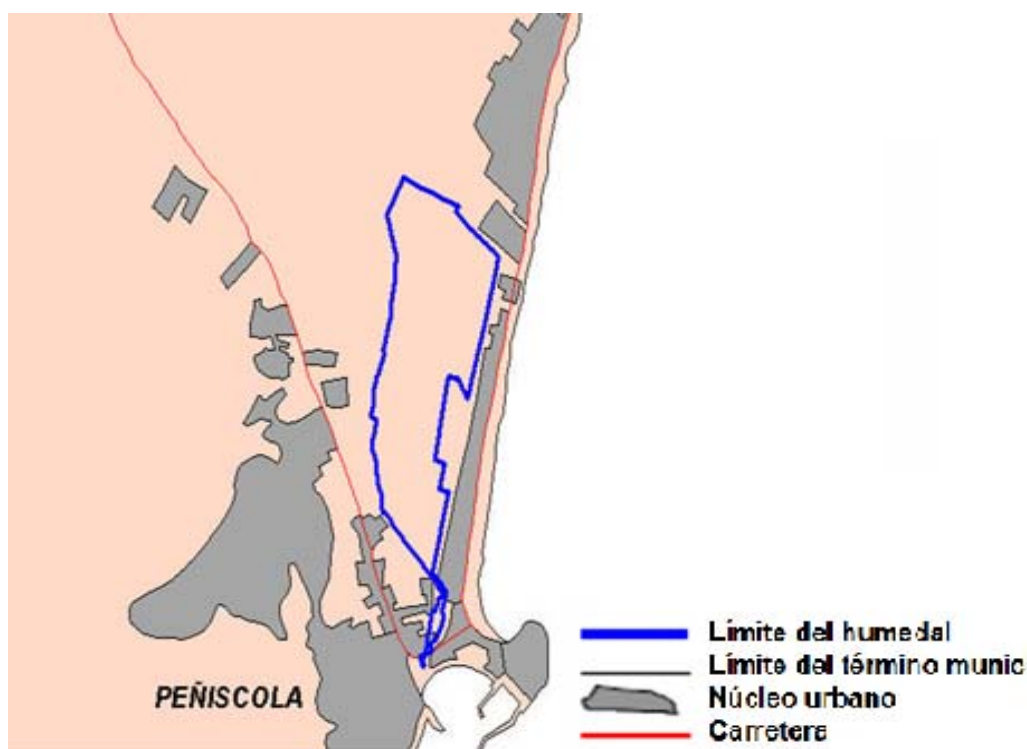 Límite del humedal
Límite del término munic
Núcleo urbano
PEÑISCOLA
Carretera